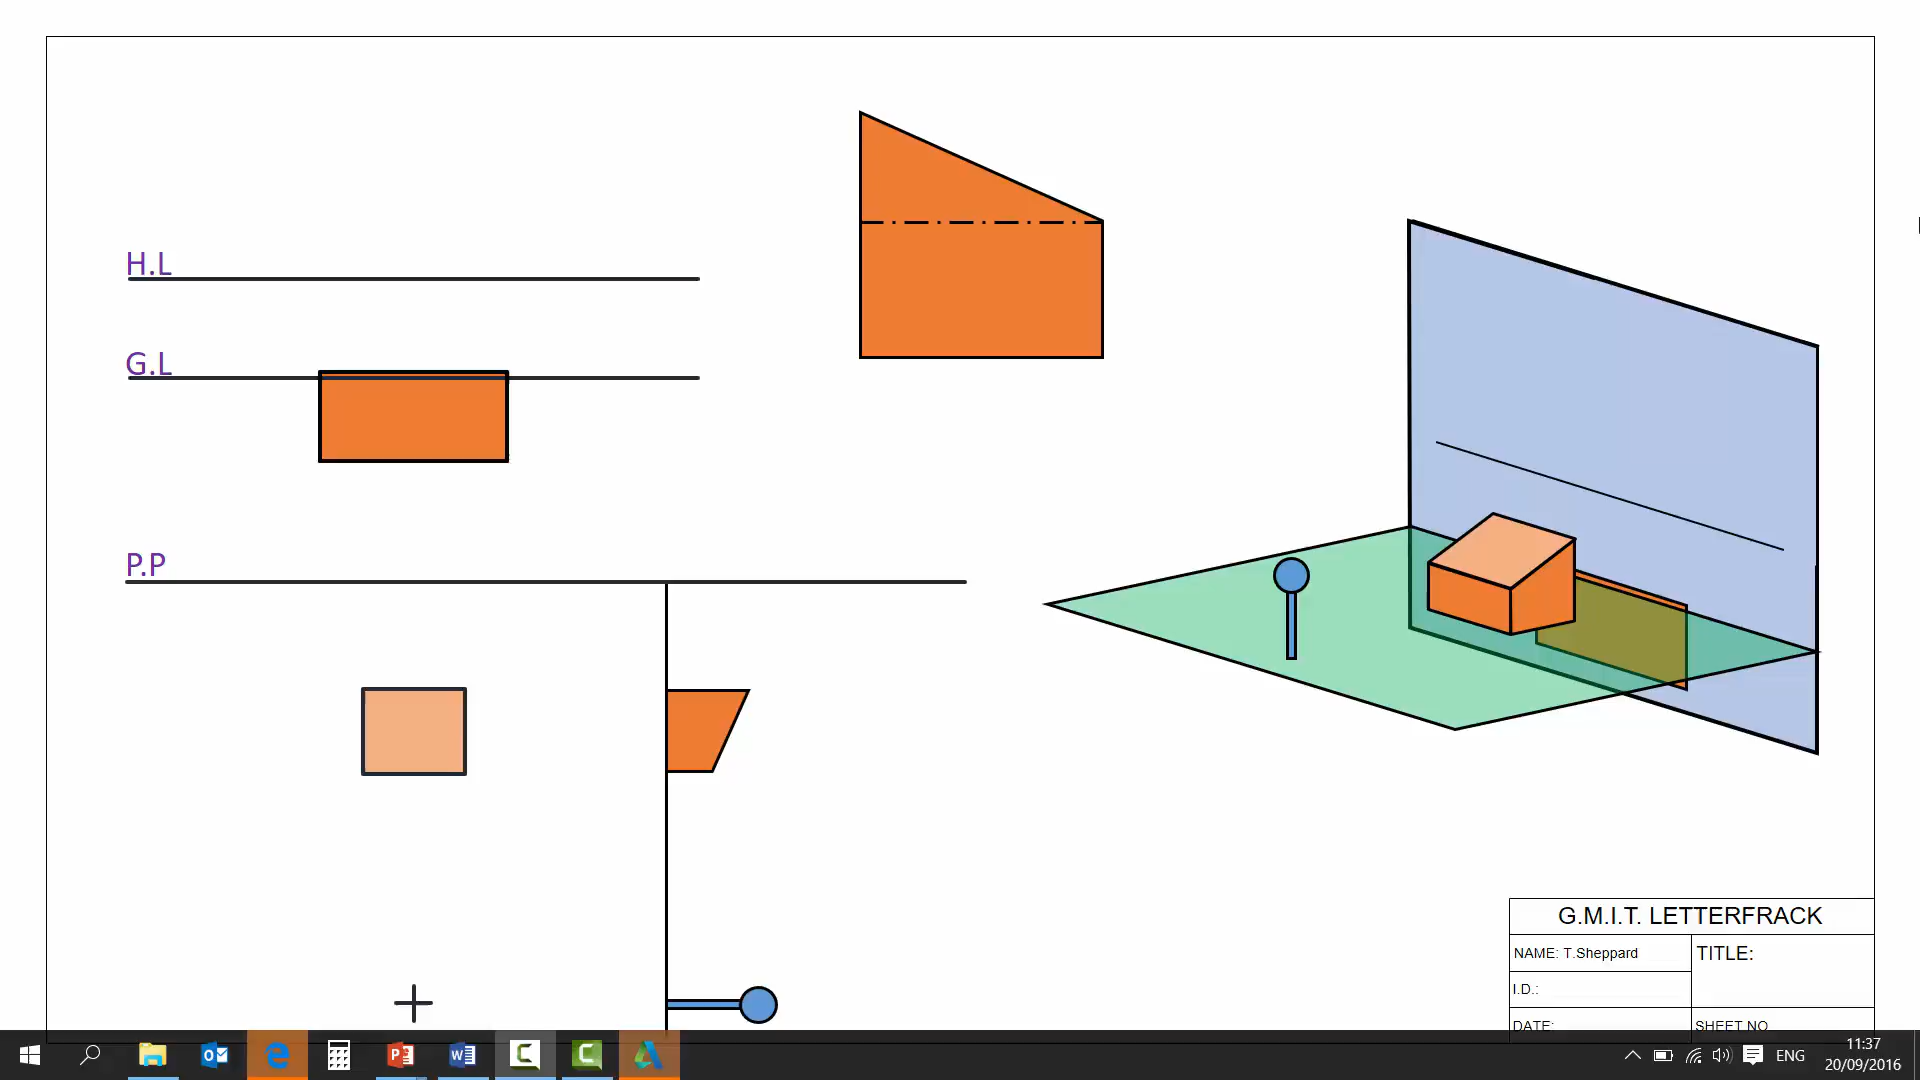 H.L
G.L
P.P
G.M.I.T. LETTERFRACK
NAME: T.Sheppard
TITLE:
I.D.:
DATE:
SHEET NO
11:37
ENG
20/09/2016